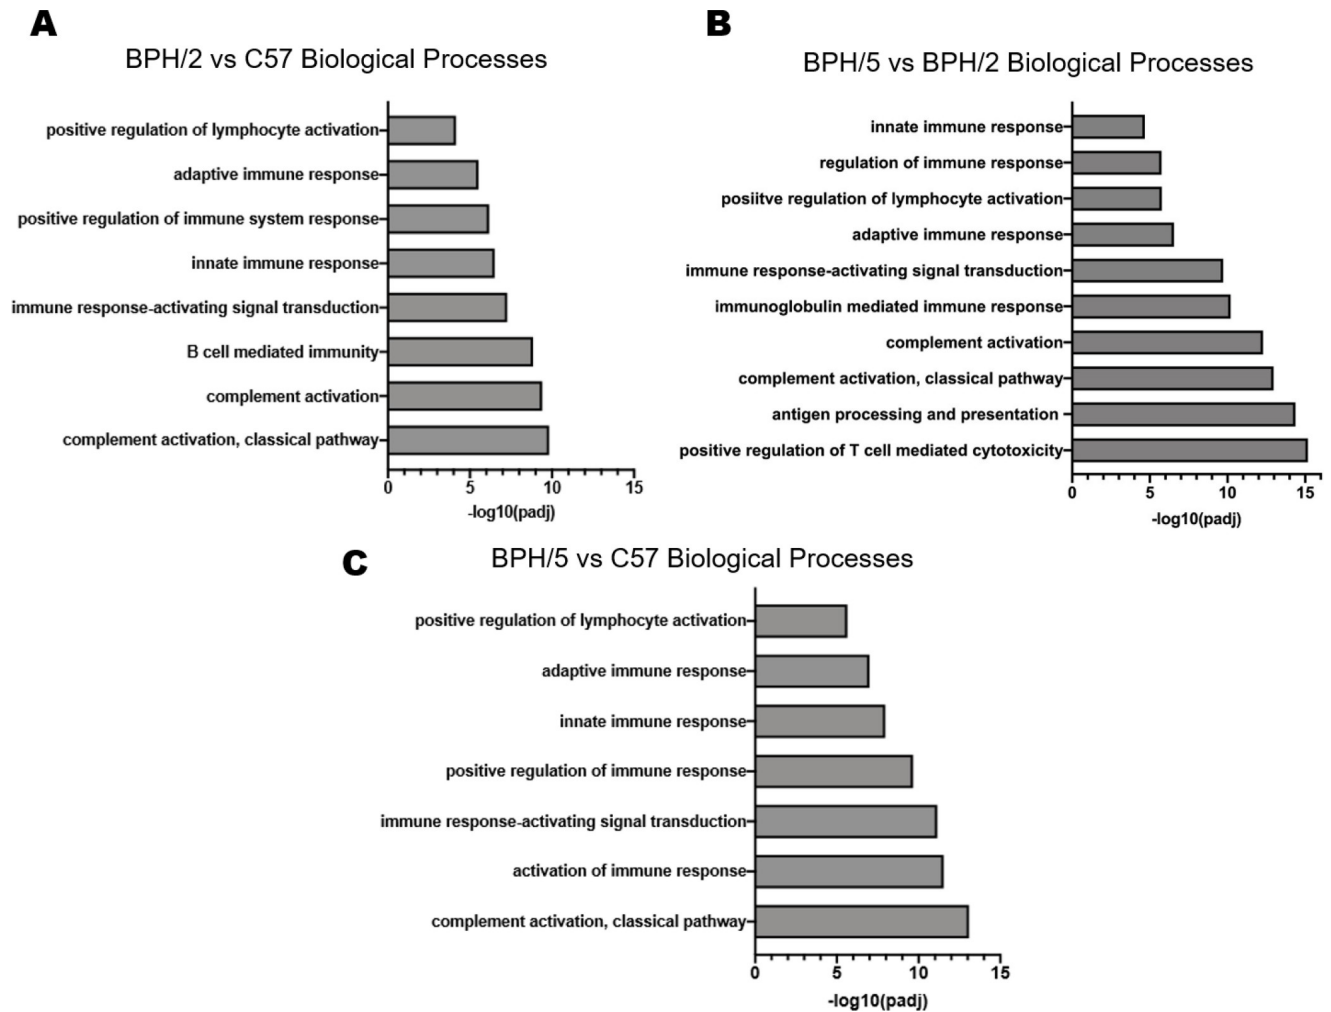 A
BPH/2 vs C57 Biological Processes
positive regulation of lymphocyte activation
adaptive immune response
positive regulation of immune system response
innate immune response
immune response-activating signal transduction
B cell mediated immunity
complement activation
complement activation, classical pathway
0 5 10 15
-log10(padj)
B
BPH/5 vs BPH/2 Biological Processes
innate immune response
regulation of immune response
posiitve regulation of lymphocyte activation
adaptive immune response
immune response-activating signal transduction
immunoglobulin mediated immune response
complement activation
complement activation, classical pathway
antigen processing and presentation
positive regulation of T cell mediated cytotoxicity
0 5 10 15
-log10(padj)
C
BPH/5 vs C57 Biological Processes
positive regulation of lymphocyte activation
adaptive immune response
innate immune response
positive regulation of immune response
immune response-activating signal transduction
activation of immune response
complement activation, classical pathway
0 5 10 15
-log10(padj)